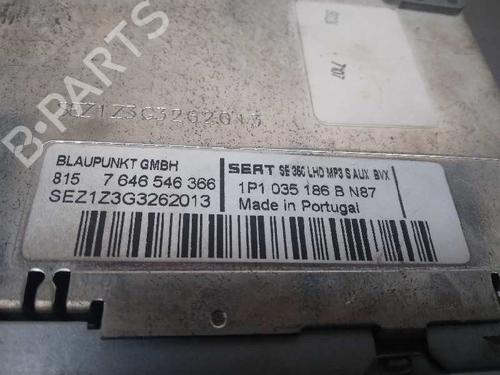 B-PARTS
SEZ1Z3G3262013
BLAUPUNKT GMBH
815 7 646 546 366
SEZ1Z3G3262013
SEAT SE 350 LHD MP3 S AUX BVX
1P1 035 186 B N87
Made in Portugal